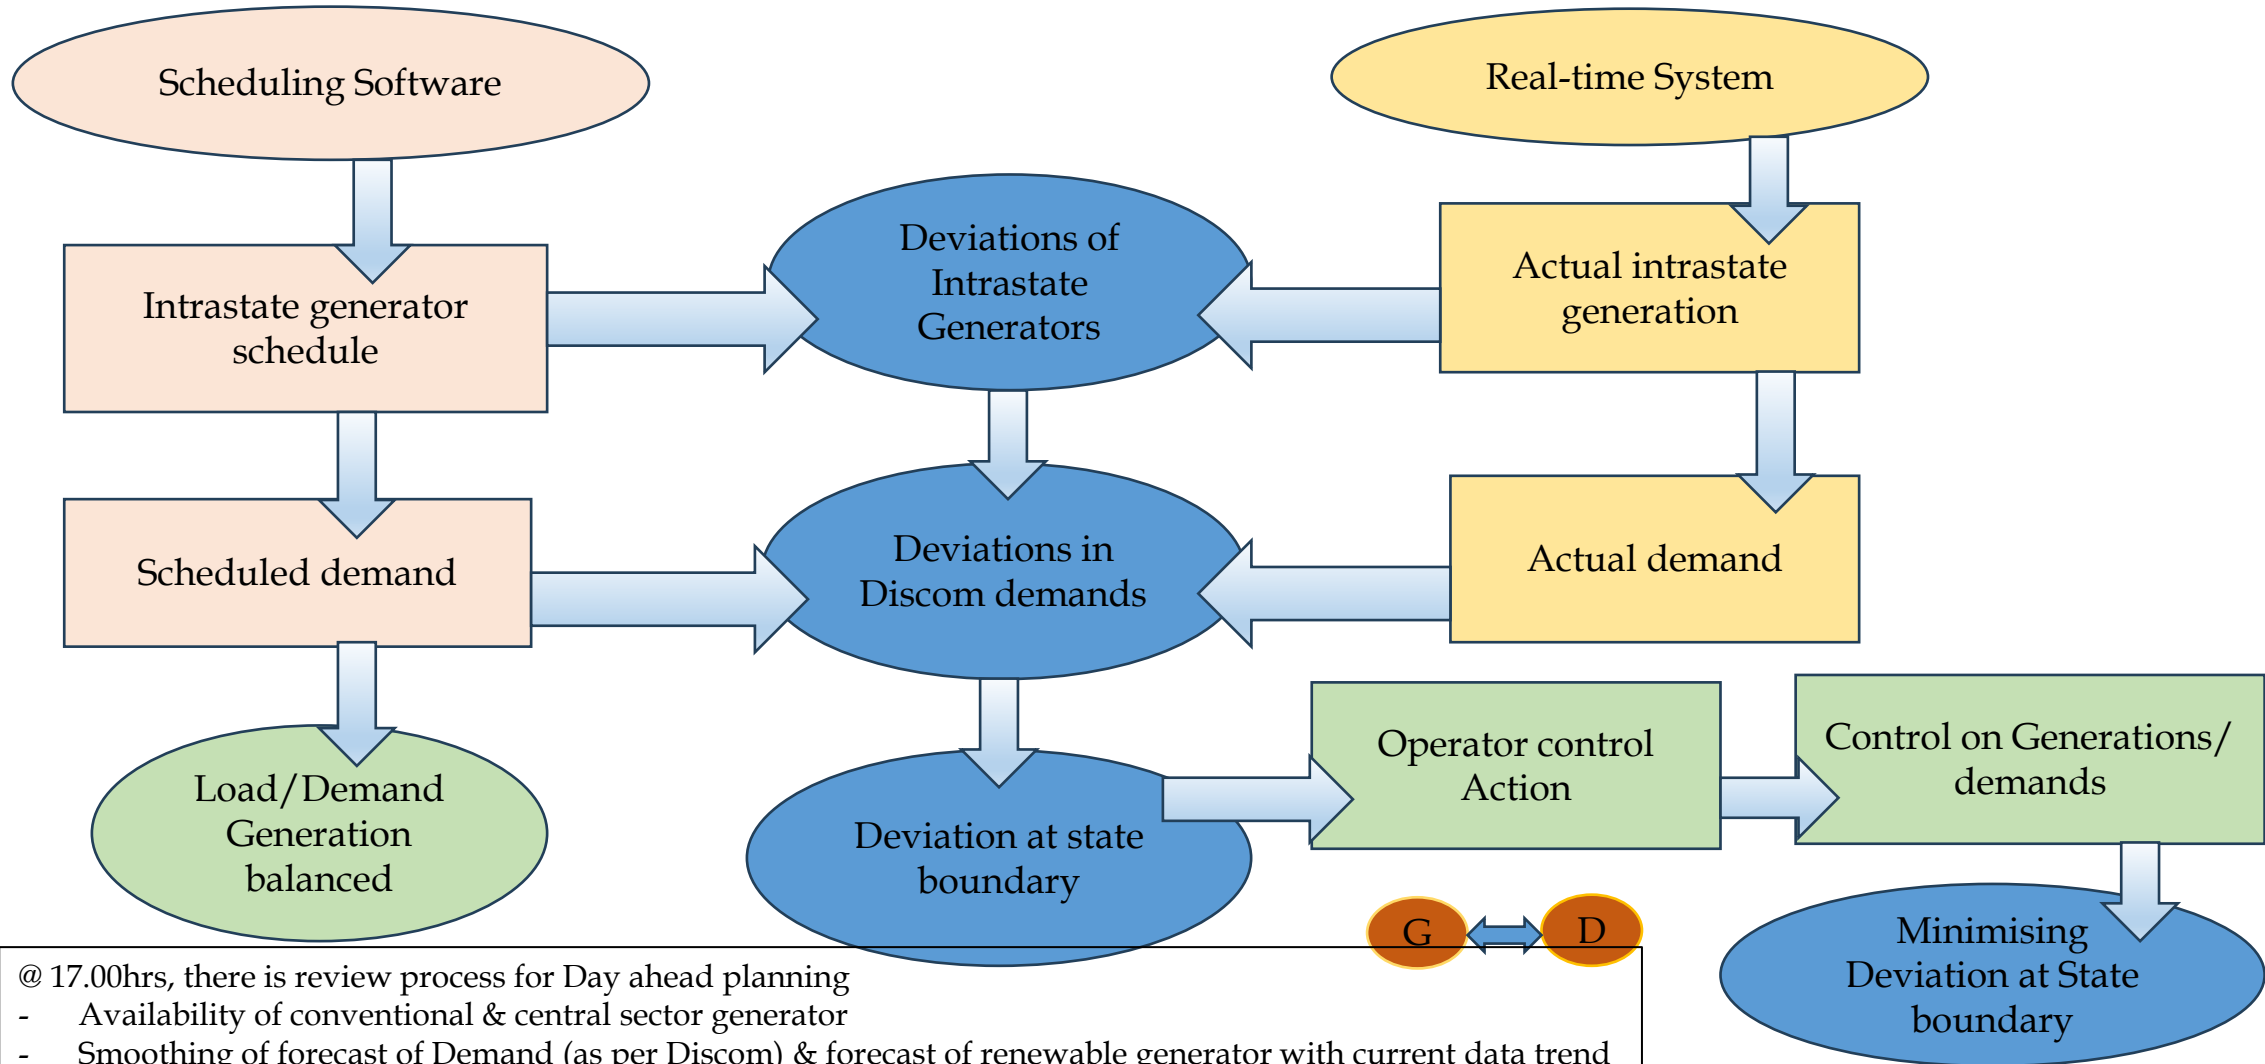 Scheduling Software
Real-time System
Deviations of
Intrastate
Generators
Intrastate generator
schedule
Actual intrastate
generation
Scheduled demand
Deviations in
Discom demands
Actual demand
Load/Demand
Generation
balanced
Deviation at state
boundary
Operator control
Action
Control on Generations/
demands
G
D
Minimising
Deviation at State
boundary
@ 17.00hrs, there is review process for Day ahead planning
- Availability of conventional & central sector generator
- Smoothing of forecast of Demand (as per Discom) & forecast of renewable generator with current data trend